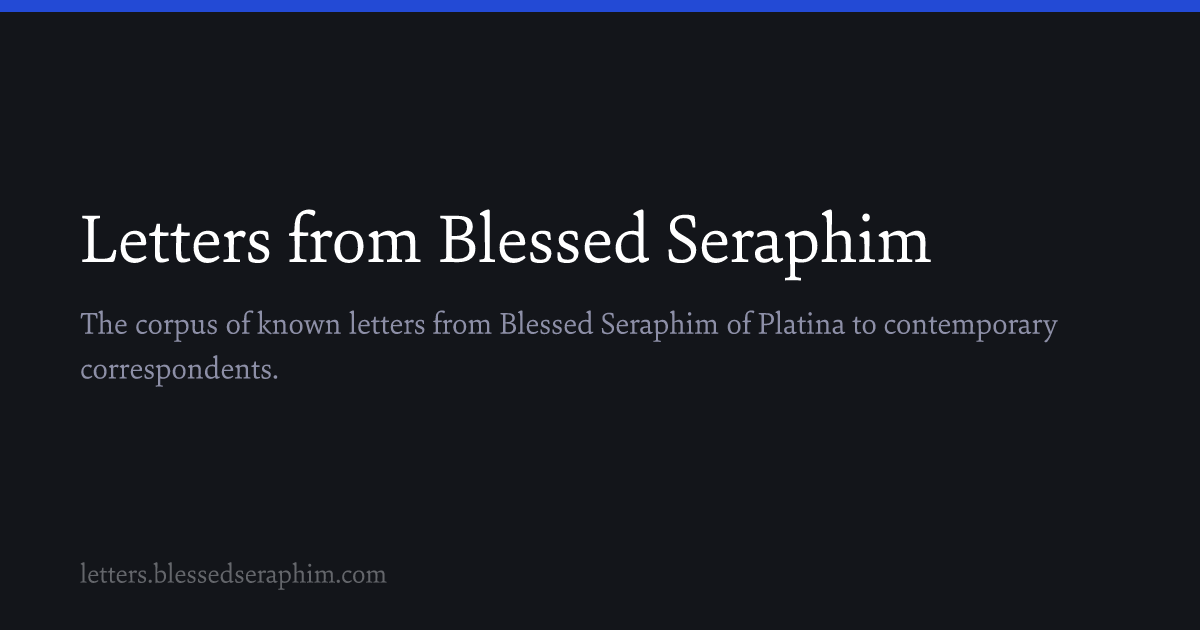 Letters from Blessed Seraphim
The corpus of known letters from Blessed Seraphim of Platina to contemporary
correspondents.
letters.blessedseraphim.com